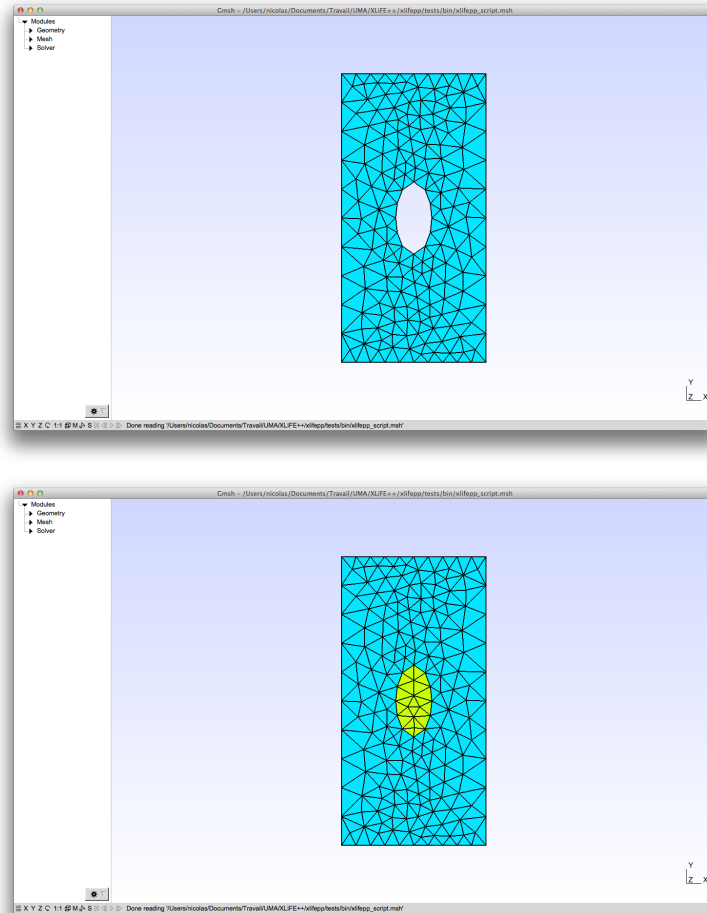 Gmsh - /Users/nicolas/Documents/Travail/UMA/XLiFE++/xlifepp/tests/bin/xlifepp_script.msh
Modules
Geometry
Mesh
Solver
Y
Z X
X Y Z 1:1 M S Done reading '/Users/nicolas/Documents/Travail/UMA/XLiFE++/xlifepp/tests/bin/xlifepp_script.msh'
Gmsh - /Users/nicolas/Documents/Travail/UMA/XLiFE++/xlifepp/tests/bin/xlifepp_script.msh
Modules
Geometry
Mesh
Solver
Y
Z X
X Y Z 1:1 M S Done reading '/Users/nicolas/Documents/Travail/UMA/XLiFE++/xlifepp/tests/bin/xlifepp_script.msh'